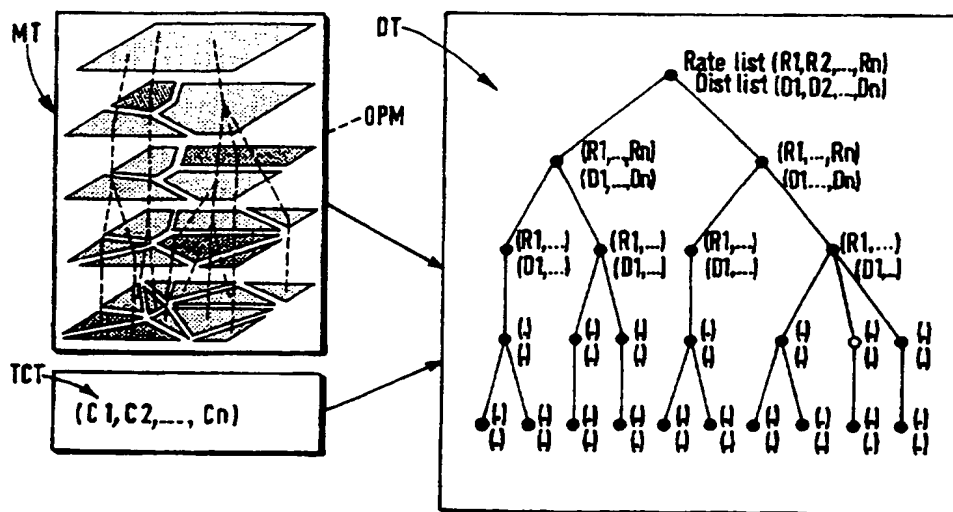 MT
OPM
TCT
(C1, C2, ...., Cn)
DT
Rate list (R1, R2, ..., Rn)
Dist list (D1, D2, ..., Dn)
(R1, ..., Rn) (R1, ..., Rn)
(D1, ..., Dn) (D1 ..., Dn)
(R1, ...) (R1, ...) (R1, ...) (R1, ...)
(D1, ...) (D1, ...) (D1, ...) (D1, ..)
(.) (.) (.) (.) (.) (.) (.)
(.) (.) (.) (.) (.) (.) (.)
(.) (.) (.) (.) (.) (.) (.) (.) (.) (.)
(.) (.) (.) (.) (.) (.) (.) (.) (.) (.)